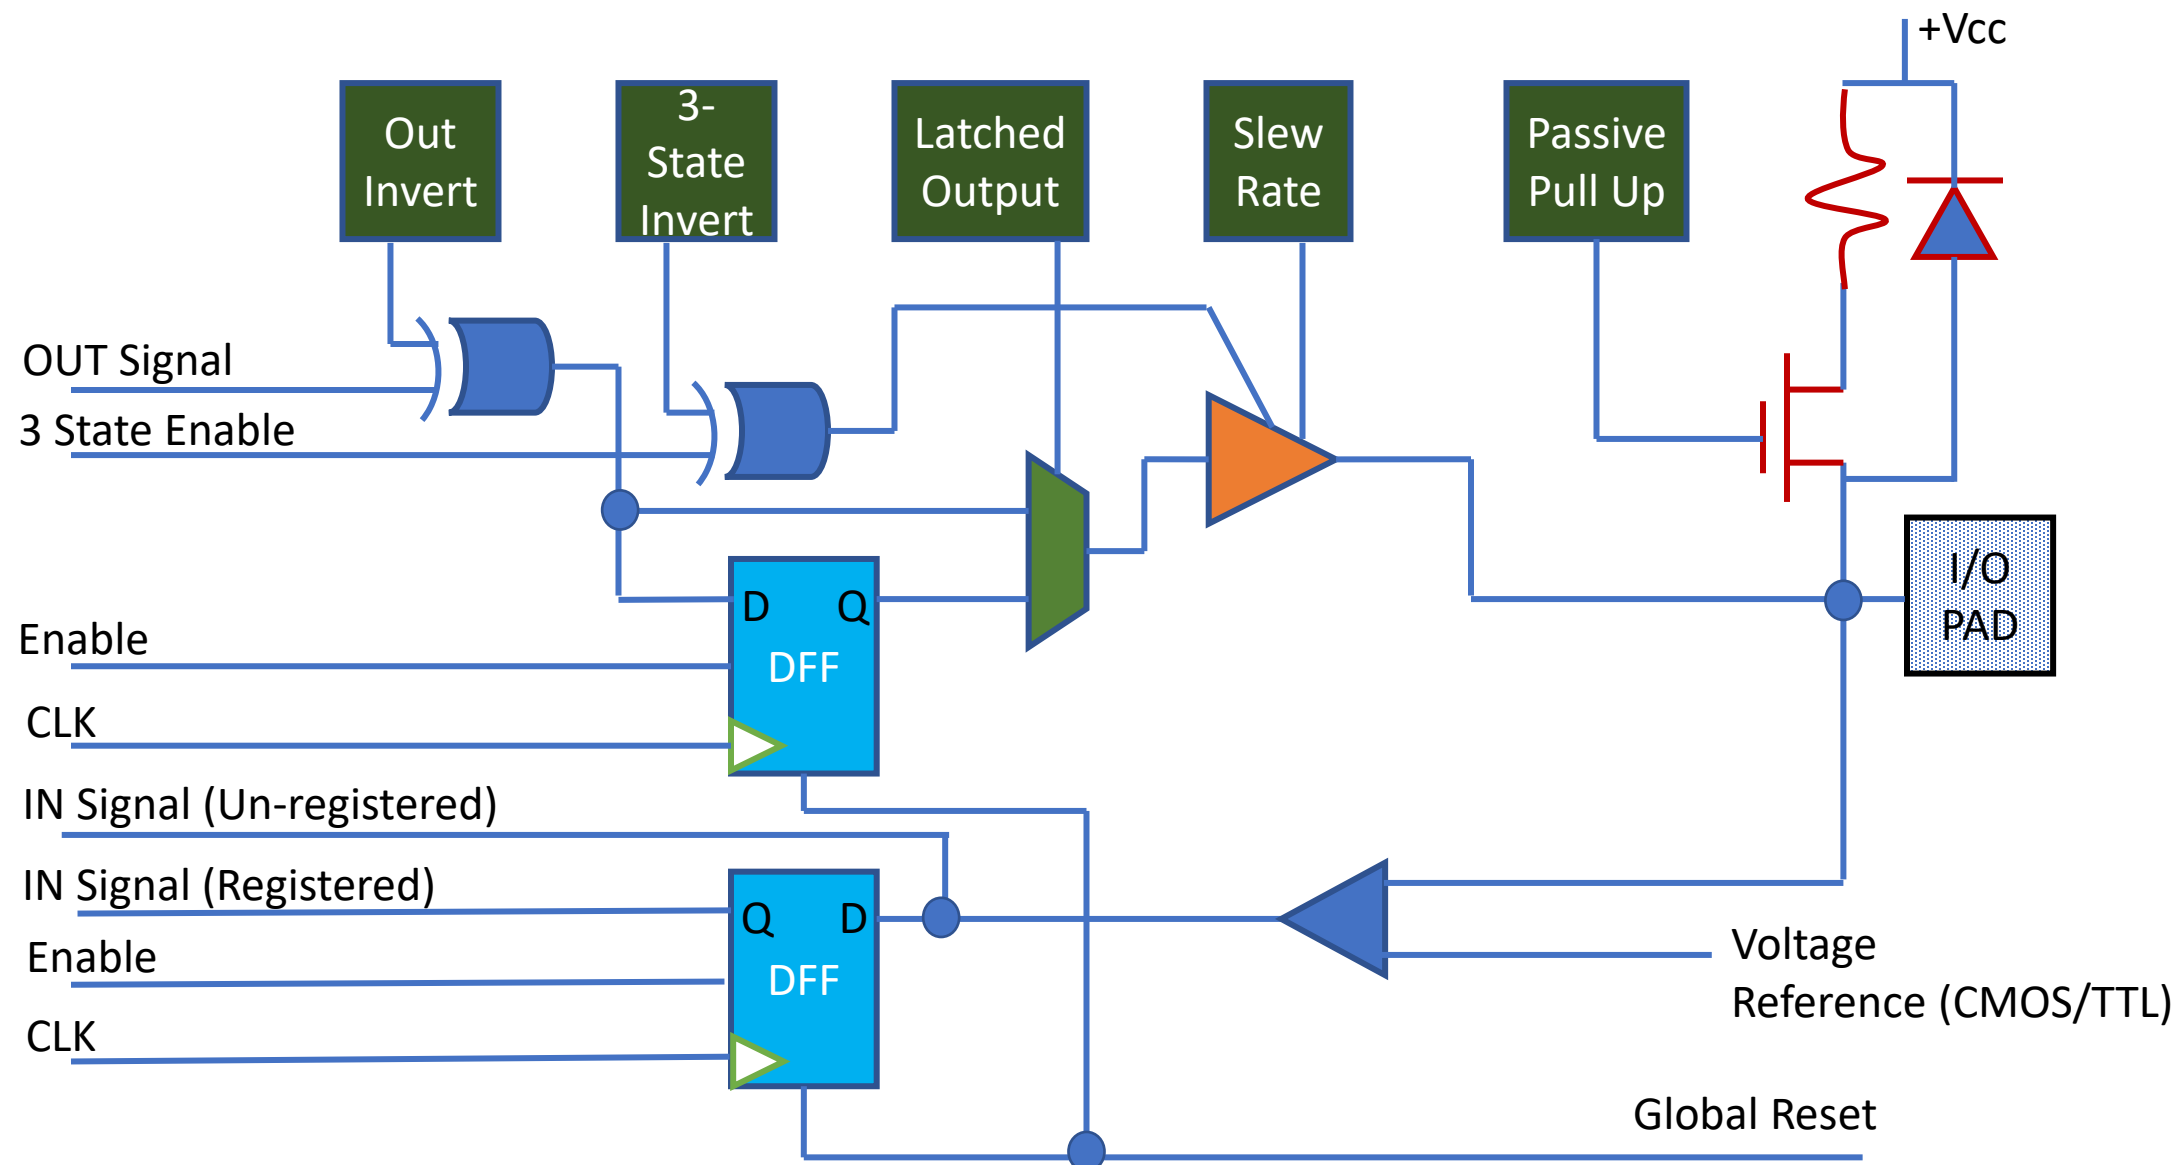 +Vcc
Out
Invert
3-
State
Invert
Latched
Output
Slew
Rate
Passive
Pull Up
OUT Signal
3 State Enable
I/O
PAD
D Q
DFF
Enable
CLK
IN Signal (Un-registered)
IN Signal (Registered)
Q D
DFF
Enable
CLK
Voltage
Reference (CMOS/TTL)
Global Reset